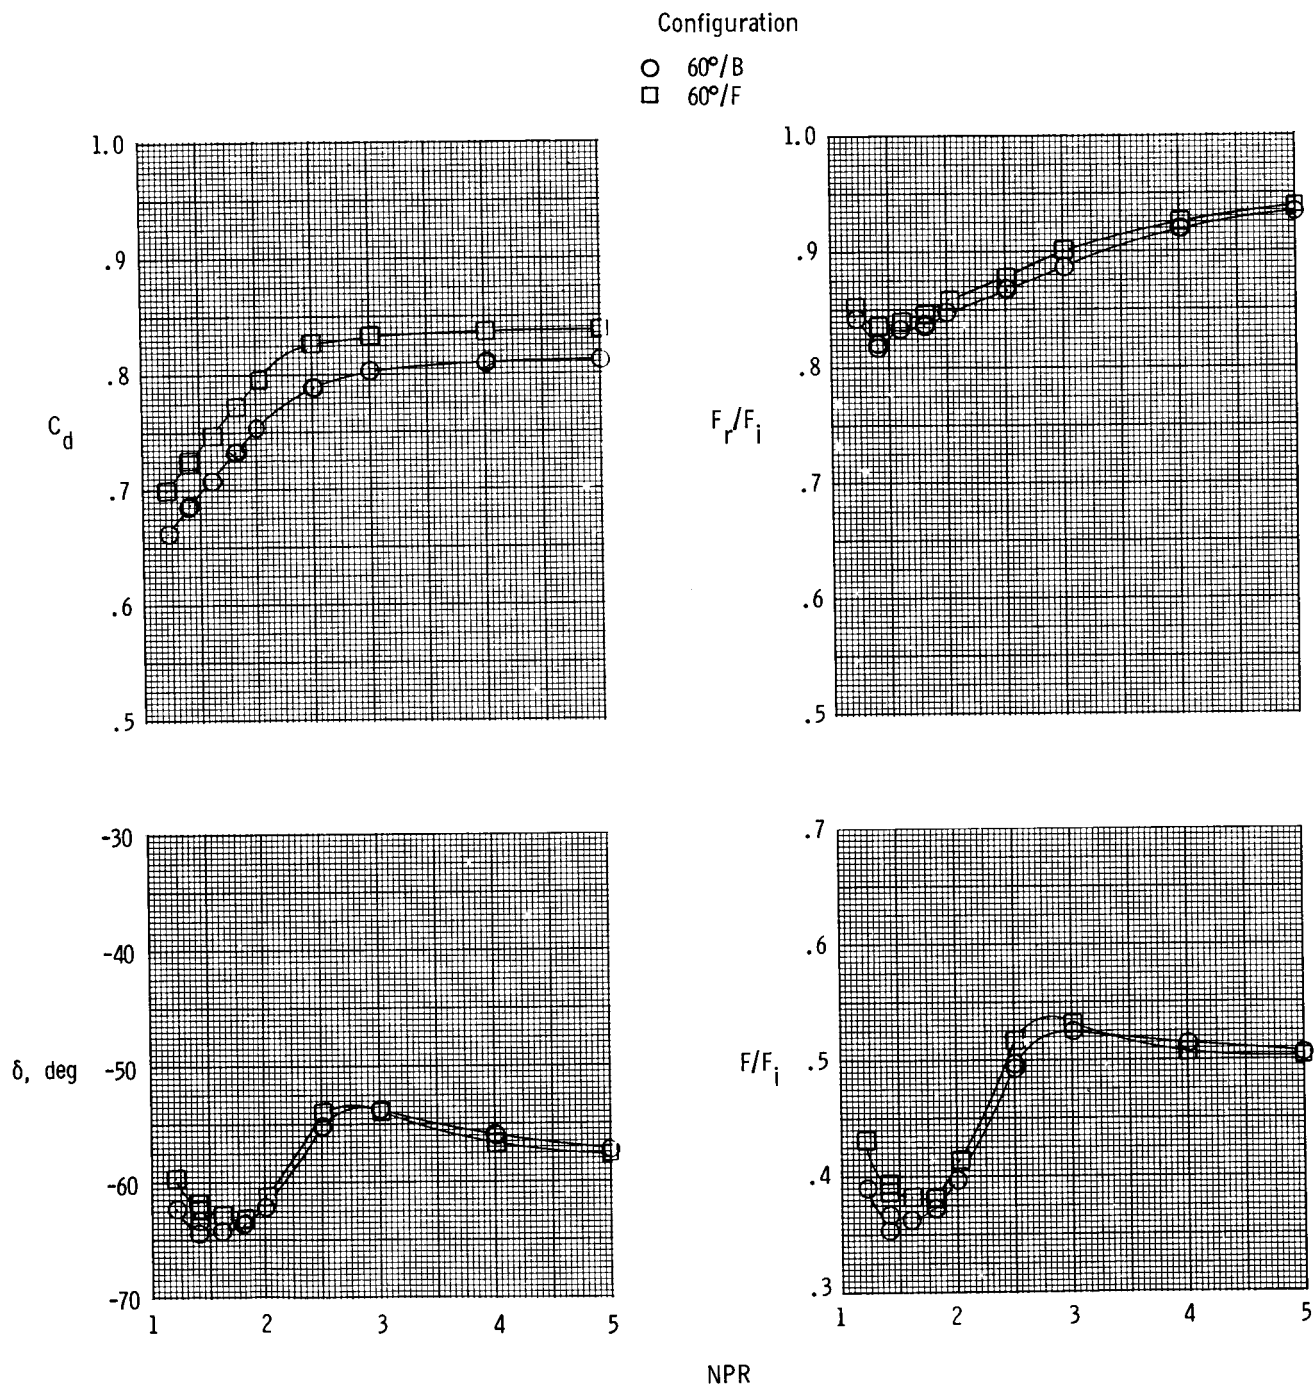 Configuration
60°/B
60°/F
1.0
.9
.8
.7
.6
.5
C_d
1.0
.9
.8
.7
.6
.5
F_r/F_i
-30
-40
-50
-60
-70
δ, deg
1 2 3 4 5
.7
.6
.5
.4
.3
F/F_i
1 2 3 4 5
NPR